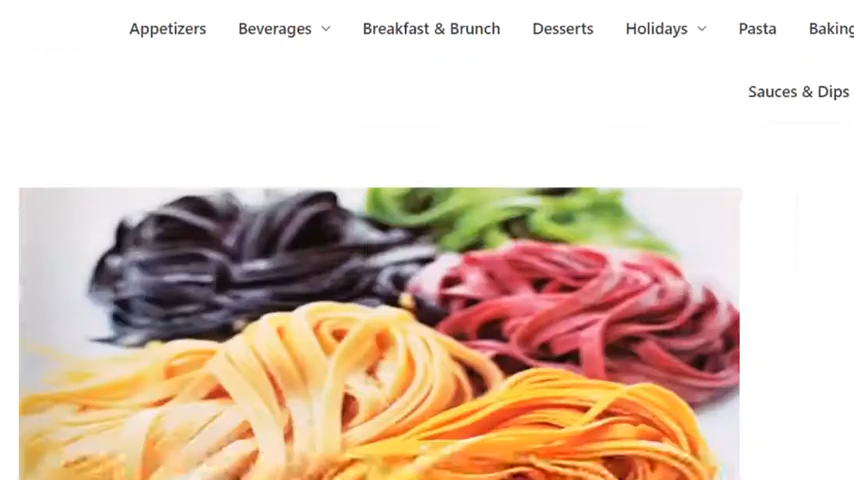 Appetizers Beverages Breakfast & Brunch Desserts Holidays Pasta Baking
Sauces & Dips